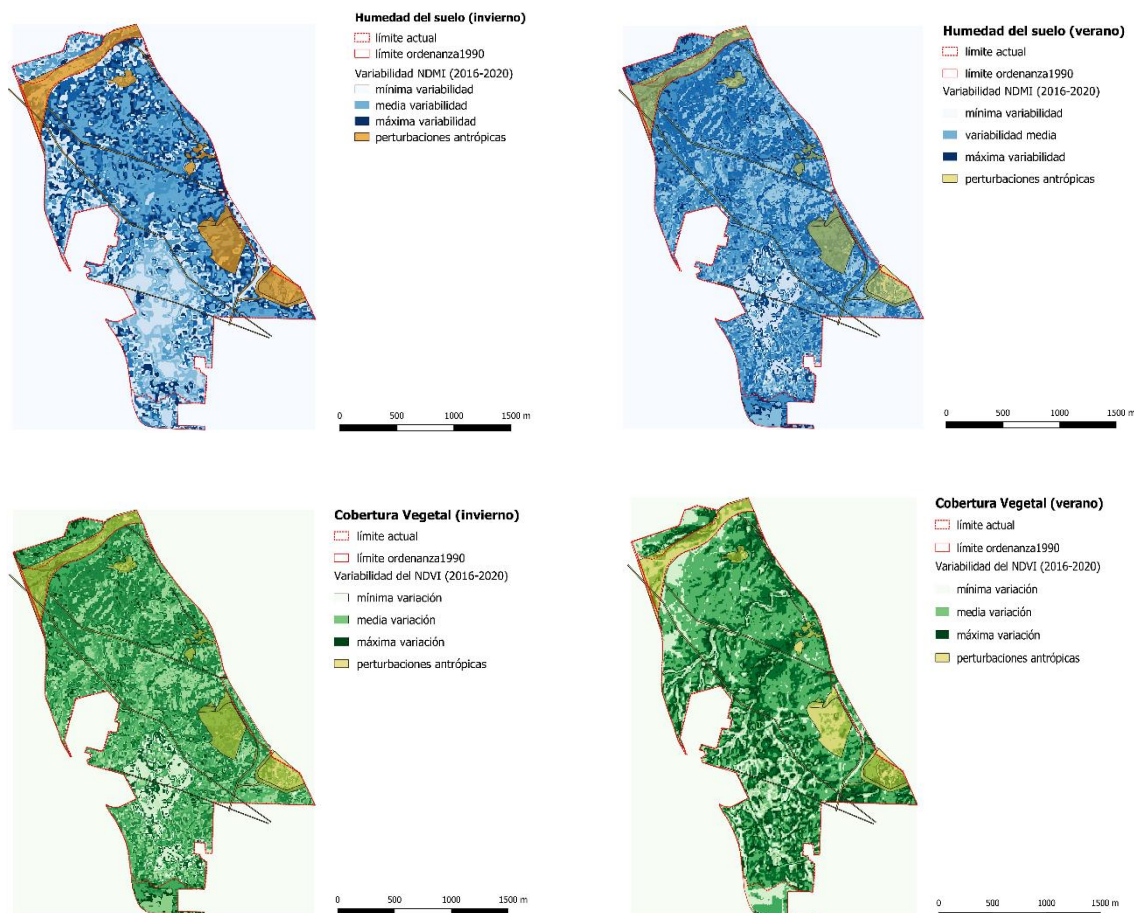 Humedad del suelo (invierno)
límite actual
límite ordenanza1990
Variabilidad NDMI (2016-2020)
mínima variabilidad
media variabilidad
máxima variabilidad
perturbaciones antrópicas
0 500 1000 1500 m
Humedad del suelo (verano)
límite actual
límite ordenanza1990
Variabilidad NDMI (2016-2020)
mínima variabilidad
variabilidad media
máxima variabilidad
perturbaciones antrópicas
0 500 1000 1500 m
Cobertura Vegetal (invierno)
límite actual
límite ordenanza1990
Variabilidad del NDVI (2016-2020)
mínima variación
media variación
máxima variación
perturbaciones antrópicas
0 500 1000 1500 m
Cobertura Vegetal (verano)
límite actual
límite ordenanza1990
Variabilidad del NDVI (2016-2020)
mínima variación
media variación
máxima variación
perturbaciones antrópicas
0 500 1000 1500 m